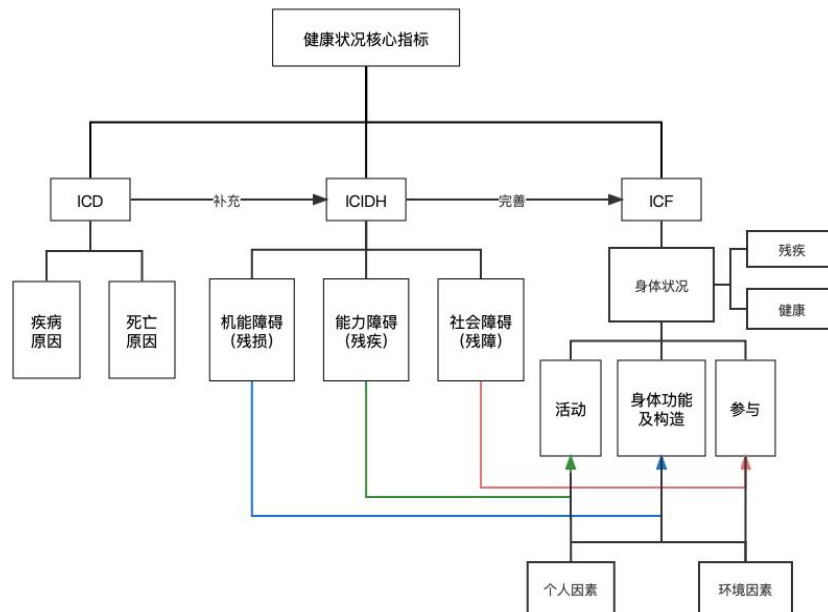 健康状况核心指标
ICD
补充
ICIDH
完善
ICF
残疾
身体状况
健康
疾病
原因
死亡
原因
机能障碍
(残损)
能力障碍
(残疾)
社会障碍
(残障)
活动
身体功能
及构造
参与
个人因素
环境因素